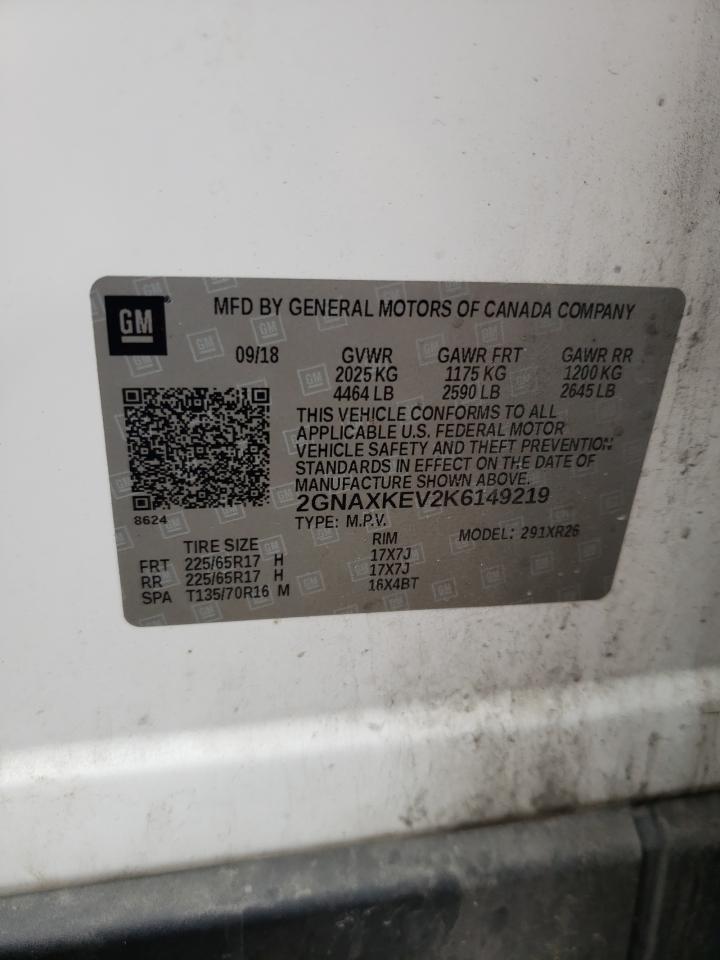 GM
MFD BY GENERAL MOTORS OF CANADA COMPANY
09/18 GVWR GAWR FRT GAWR RR
2025 KG 1175 KG 1200 KG
4464 LB 2590 LB 2645 LB
THIS VEHICLE CONFORMS TO ALL
APPLICABLE U.S. FEDERAL MOTOR
VEHICLE SAFETY AND THEFT PREVENTION
STANDARDS IN EFFECT ON THE DATE OF
MANUFACTURE SHOWN ABOVE.
8624
2GNAXKEV2K6149219
TYPE: M.P.V. MODEL: 291XR26
TIRE SIZE RIM
FRT 225/65R17 H 17X7J
RR 225/65R17 H 17X7J
SPA T135/70R16 M 16X4BT